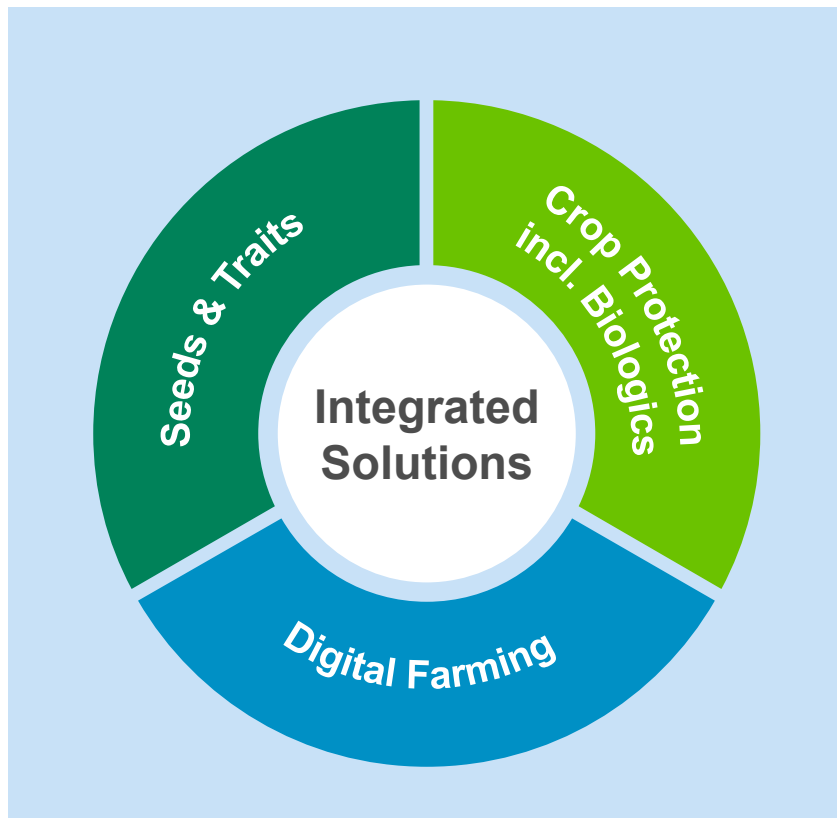 Seeds & Traits
Crop Protection
incl. Biologics
Integrated
Solutions
Digital Farming